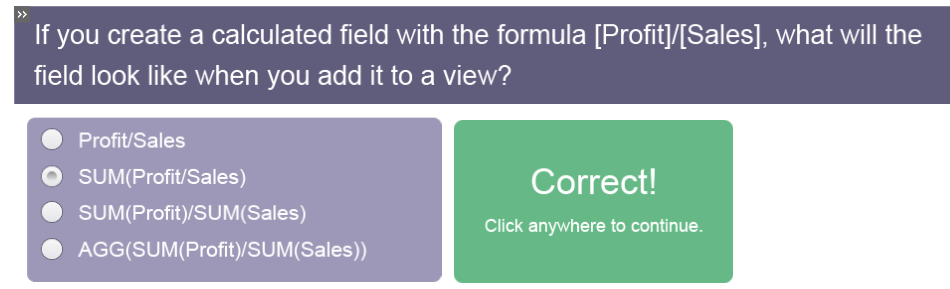 »
If you create a calculated field with the formula [Profit]/[Sales], what will the
field look like when you add it to a view?
Profit/Sales
SUM(Profit/Sales)
SUM(Profit)/SUM(Sales)
AGG(SUM(Profit)/SUM(Sales))
Correct!
Click anywhere to continue.